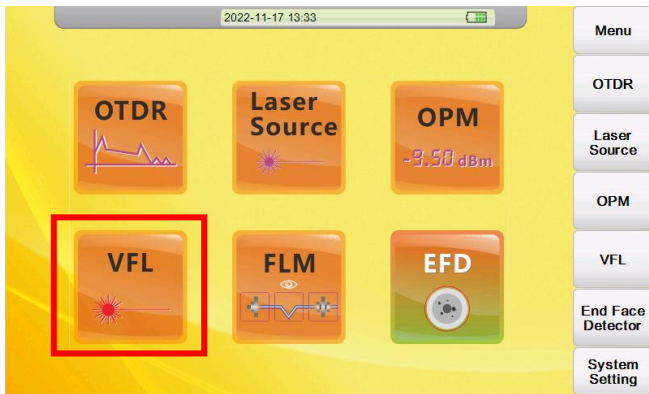 2022-11-17 13:33
OTDR
Laser
Source
OPM
-9.50 dBm
VFL
FLM
EFD
Menu
OTDR
Laser
Source
OPM
VFL
End Face
Detector
System
Setting